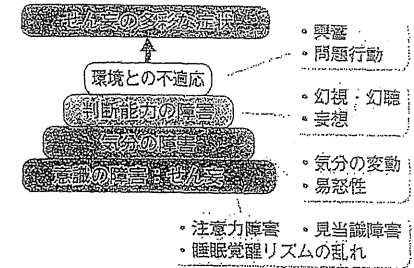 せん妄の多彩な症状
・興奮
・問題行動
環境との不適応
・幻視・幻聴
・妄想
判断能力の障害
気分の障害
・気分の変動
・易怒性
意識の障害＝せん妄
・注意力障害　・見当識障害
・睡眠覚醒リズムの乱れ